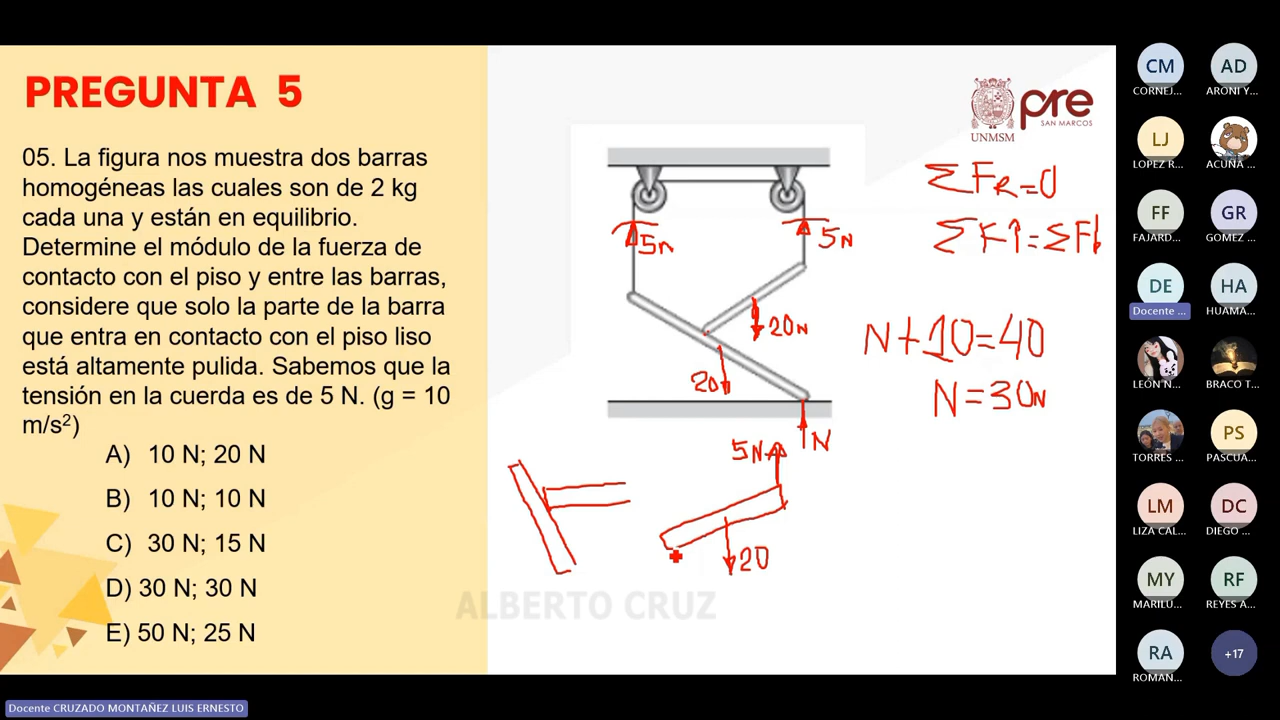 PREGUNTA 5
05. La figura nos muestra dos barras
homogéneas las cuales son de 2 kg
cada una y están en equilibrio.
Determine el módulo de la fuerza de
contacto con el piso y entre las barras,
considere que solo la parte de la barra
que entra en contacto con el piso liso
está altamente pulida. Sabemos que la
tensión en la cuerda es de 5 N. (g = 10
m/s²)
A) 10 N; 20 N
B) 10 N; 10 N
C) 30 N; 15 N
D) 30 N; 30 N
E) 50 N; 25 N
UNMSM
pre
SAN MARCOS
5N
5N
20N
20
N
5N
20
ΣFR=0
ΣF↑=ΣF↓
N+10=40
N=30N
ALBERTO CRUZ
CM
CORNEJ...
AD
ARONI Y...
LJ
LOPEZ R...
ACUÑA ...
FF
FAJARD...
GR
GOMEZ ...
DE
Docente ...
HA
HUAMA...
LEÓN N...
BRACO T...
TORRES ...
PS
PASCUA...
LM
LIZA CAL...
DC
DIEGO ...
MY
MARILÚ...
RF
REYES A...
RA
ROMAN...
+17
Docente CRUZADO MONTAÑEZ LUIS ERNESTO